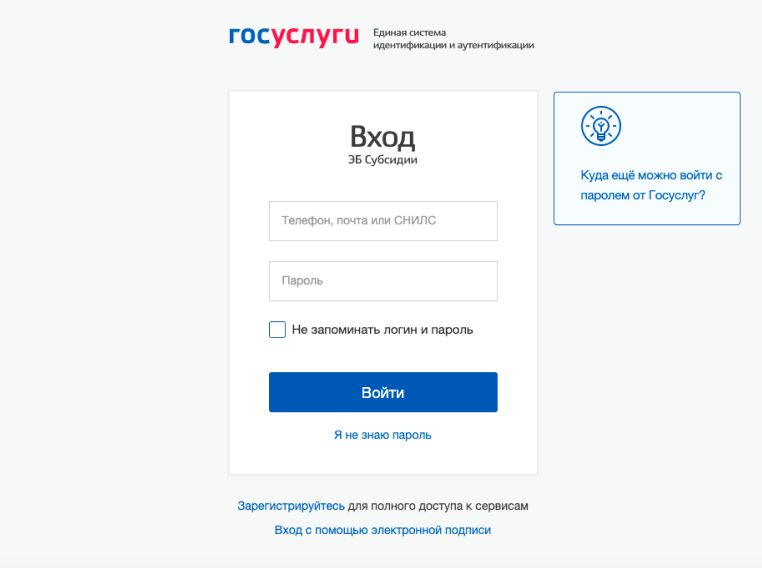 госуслуги
Единая система
идентификации и аутентификации
Вход
ЭБ Субсидии
Телефон, почта или СНИЛС
Пароль
Не запоминать логин и пароль
Войти
Я не знаю пароль
Куда ещё можно войти с
паролем от Госуслуг?
Зарегистрируйтесь для полного доступа к сервисам
Вход с помощью электронной подписи